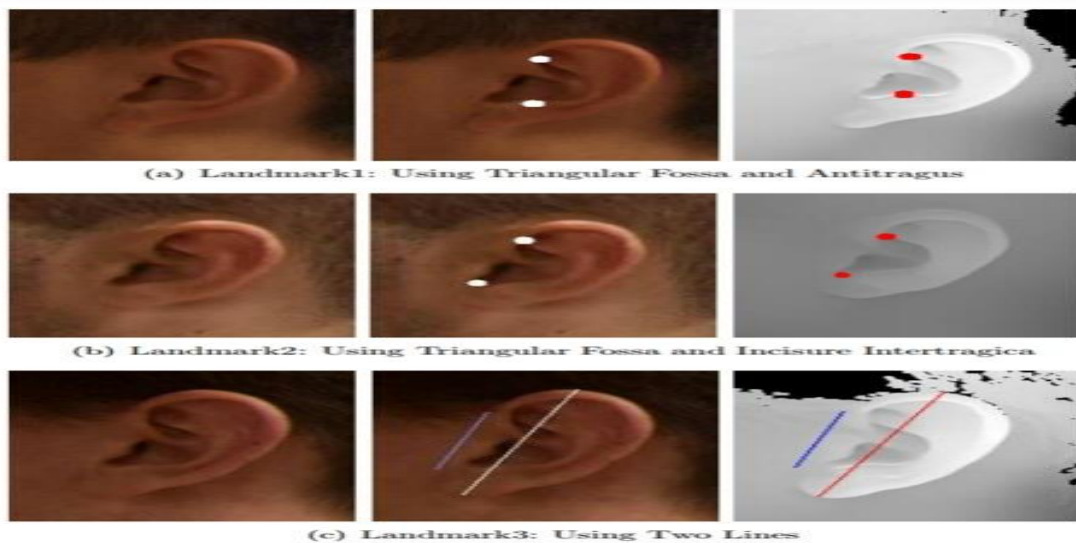 (a) Landmark1: Using Triangular Fossa and Antitragus
(b) Landmark2: Using Triangular Fossa and Incisure Intertragica
(c) Landmark3: Using Two Lines